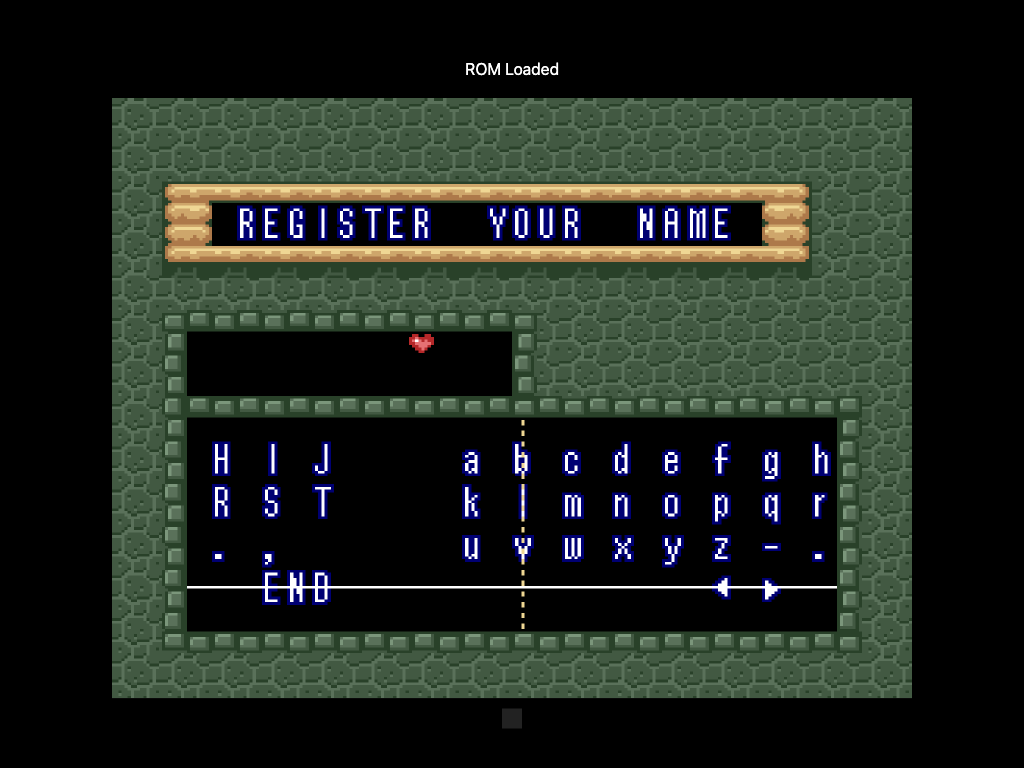 ROM Loaded
REGISTER YOUR NAME
H I J a b c d e f g h
R S T k l m n o p q r
. , u v w x y z - .
END ◀ ▶